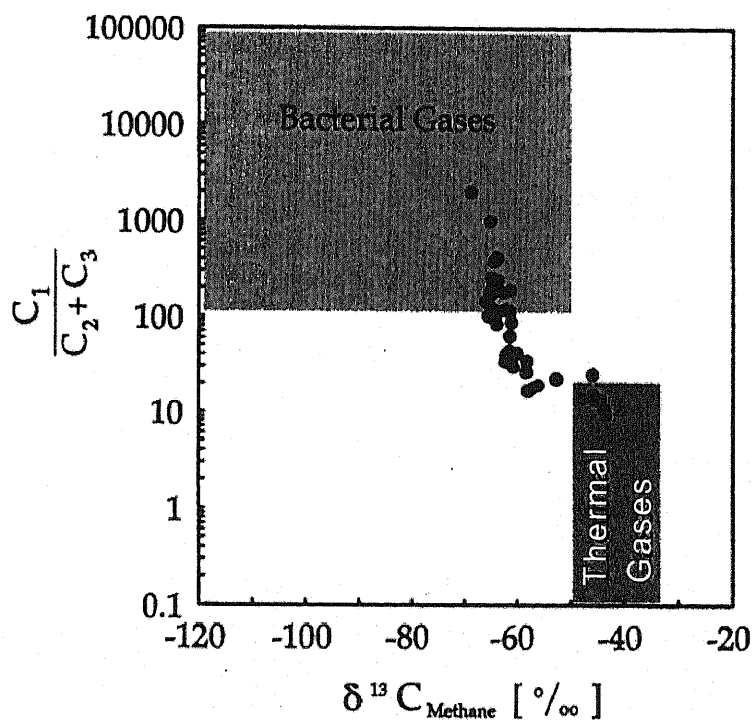 100000
10000
1000
100
10
1
0.1
C1
C2 + C3
Bacterial Gases
Thermal
Gases
-120 -100 -80 -60 -40 -20
δ 13 C Methane [ °/oo ]